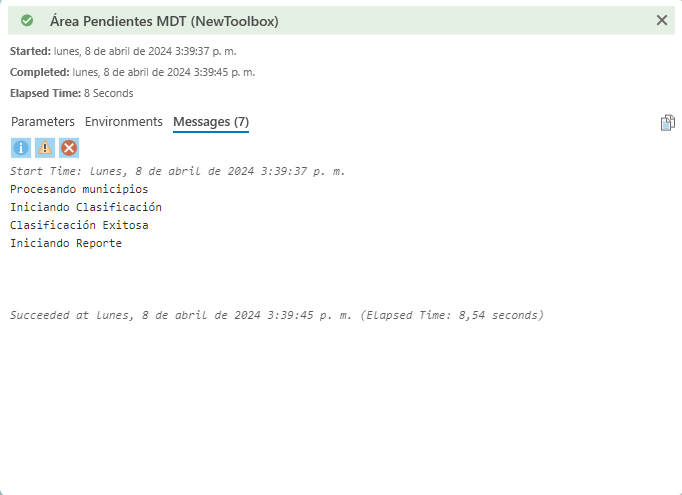 Área Pendientes MDT (NewToolbox)
Started: lunes, 8 de abril de 2024 3:39:37 p. m.
Completed: lunes, 8 de abril de 2024 3:39:45 p. m.
Elapsed Time: 8 Seconds
Parameters Environments Messages (7)
Start Time: lunes, 8 de abril de 2024 3:39:37 p. m.
Procesando municipios
Iniciando Clasificación
Clasificación Exitosa
Iniciando Reporte
Succeeded at lunes, 8 de abril de 2024 3:39:45 p. m. (Elapsed Time: 8,54 seconds)